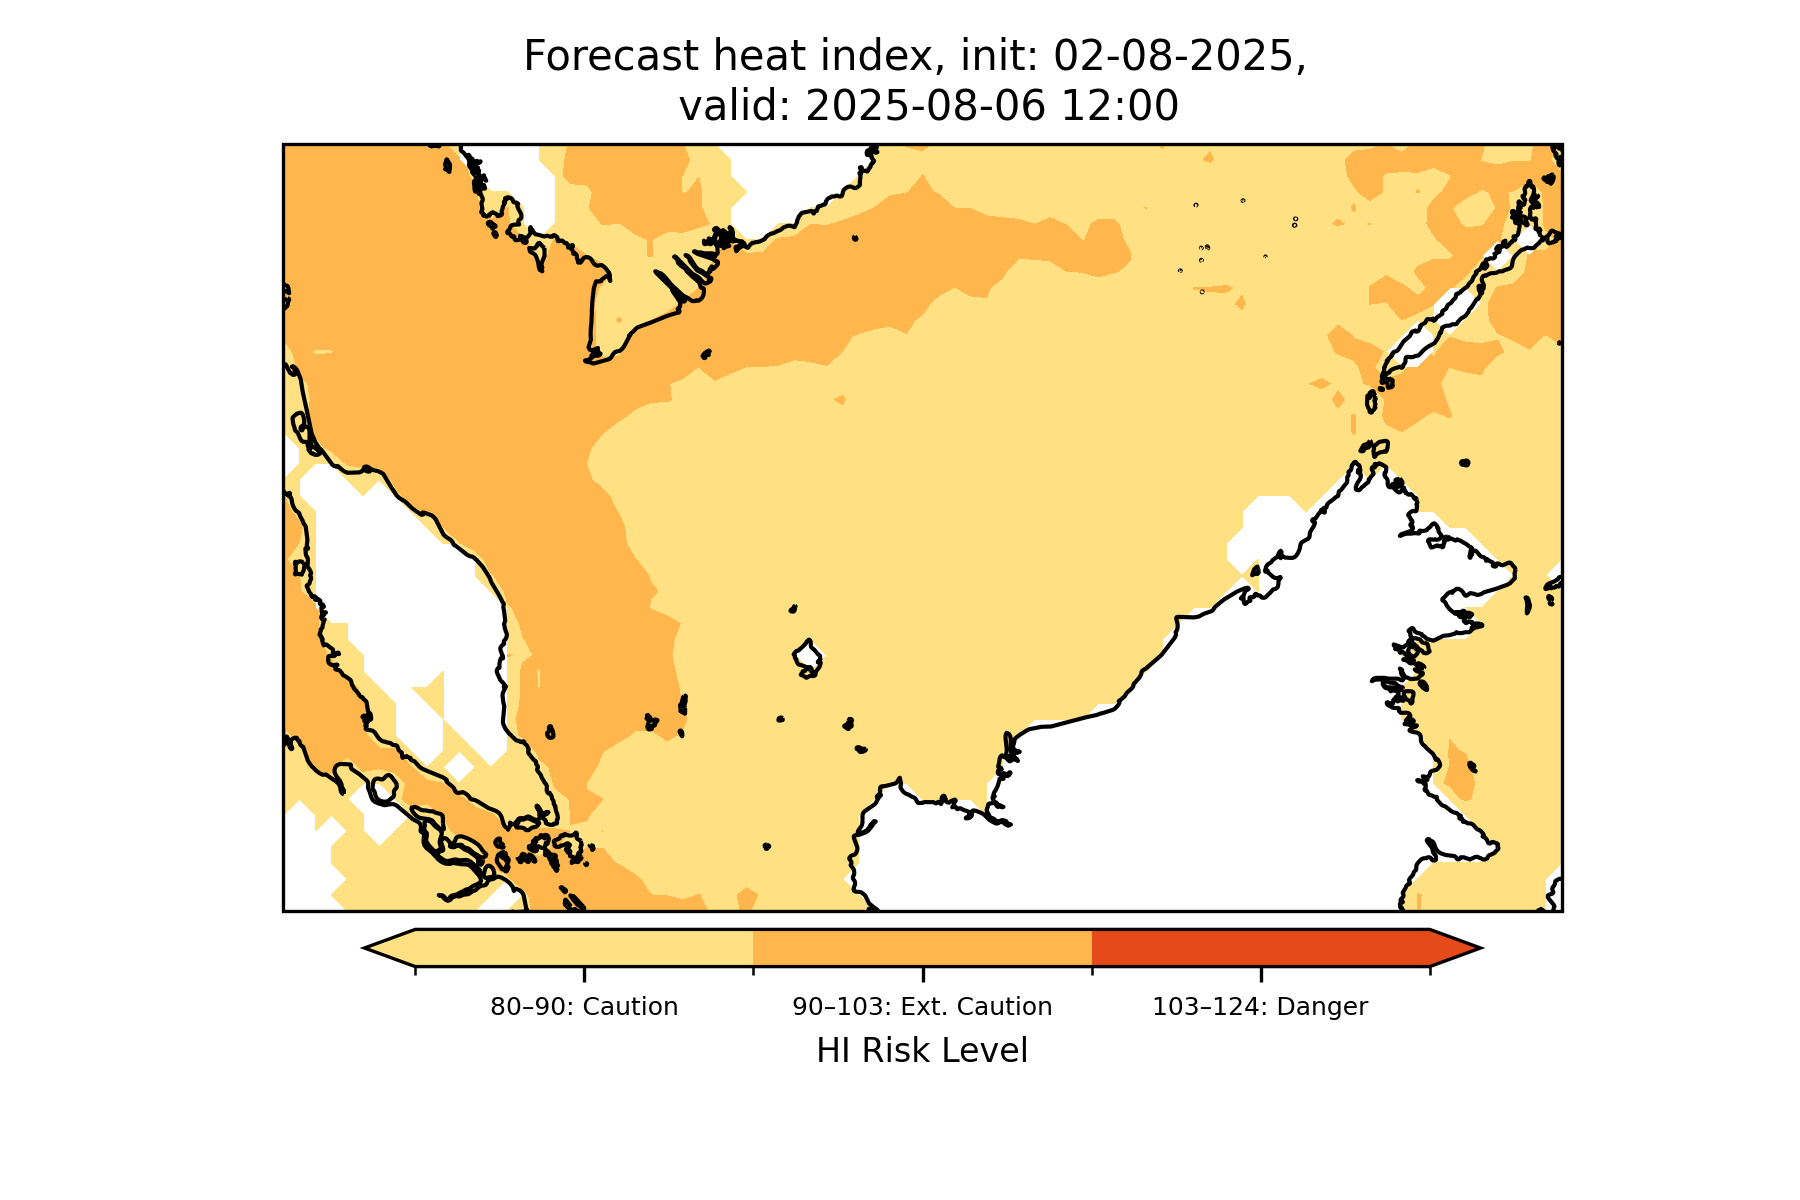 Forecast heat index, init: 02-08-2025,
valid: 2025-08-06 12:00
80–90: Caution
90–103: Ext. Caution
103–124: Danger
HI Risk Level